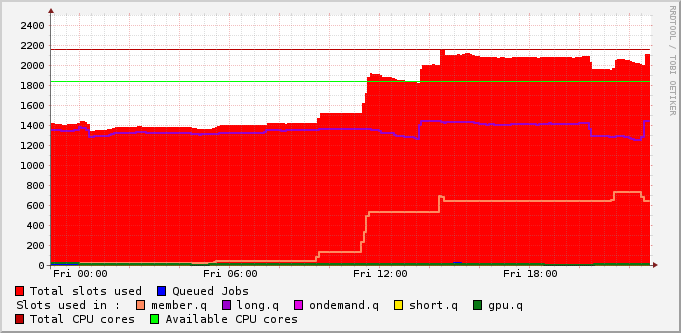 2400
2200
2000
1800
1600
1400
1200
1000
800
600
400
200
0
Fri 00:00 Fri 06:00 Fri 12:00 Fri 18:00
RRDTOOL / TOBI OETIKER
Total slots used Queued Jobs
Slots used in : member.q long.q ondemand.q short.q gpu.q
Total CPU cores Available CPU cores